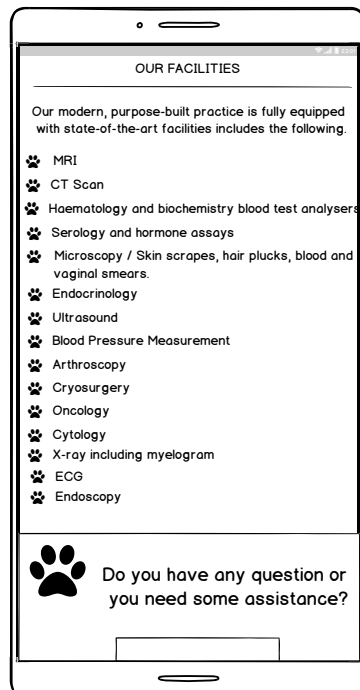 OUR FACILITIES
Our modern, purpose-built practice is fully equipped
with state-of-the-art facilities includes the following.
MRI
CT Scan
Haematology and biochemistry blood test analysers
Serology and hormone assays
Microscopy / Skin scrapes, hair plucks, blood and
vaginal smears.
Endocrinology
Ultrasound
Blood Pressure Measurement
Arthroscopy
Cryosurgery
Oncology
Cytology
X-ray including myelogram
ECG
Endoscopy
Do you have any question or
you need some assistance?